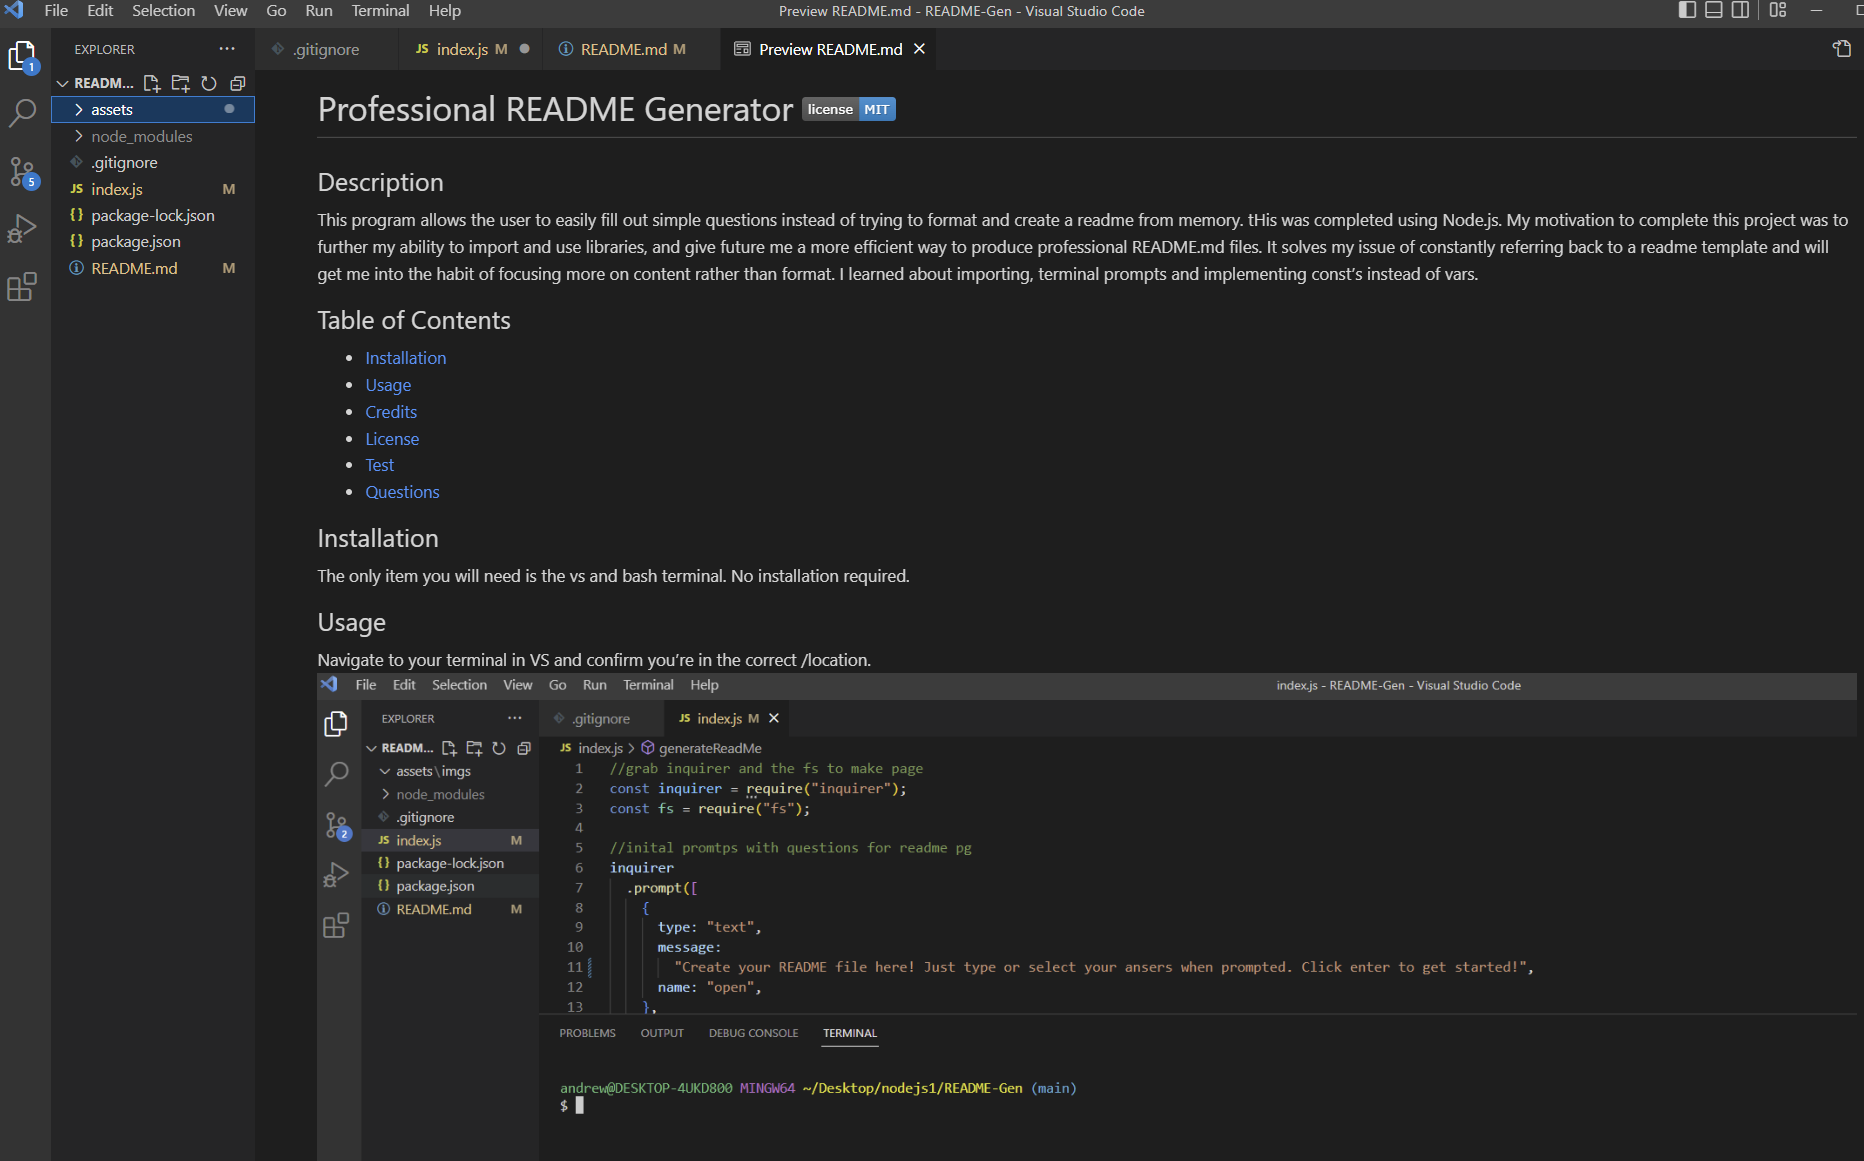 File Edit Selection View Go Run Terminal Help Preview README.md - README-Gen - Visual Studio Code
EXPLORER ... .gitignore JS index.js M README.md M Preview README.md
1
READM...
assets
node_modules
.gitignore
5
JS index.js M
{} package-lock.json
{} package.json
README.md M
Professional README Generator license MIT
Description
This program allows the user to easily fill out simple questions instead of trying to format and create a readme from memory. tHis was completed using Node.js. My motivation to complete this project was to
further my ability to import and use libraries, and give future me a more efficient way to produce professional README.md files. It solves my issue of constantly referring back to a readme template and will
get me into the habit of focusing more on content rather than format. I learned about importing, terminal prompts and implementing const’s instead of vars.
Table of Contents
• Installation
• Usage
• Credits
• License
• Test
• Questions
Installation
The only item you will need is the vs and bash terminal. No installation required.
Usage
Navigate to your terminal in VS and confirm you’re in the correct /location.
File Edit Selection View Go Run Terminal Help index.js - README-Gen - Visual Studio Code
EXPLORER ... .gitignore JS index.js M
READM...
assets\imgs
node_modules
.gitignore
2
JS index.js M
{} package-lock.json
{} package.json
README.md M
JS index.js > generateReadMe
1 //grab inquirer and the fs to make page
2 const inquirer = require("inquirer");
3 const fs = require("fs");
4
5 //inital promtps with questions for readme pg
6 inquirer
7 .prompt([
8 {
9 type: "text",
10 message:
11 "Create your README file here! Just type or select your ansers when prompted. Click enter to get started!",
12 name: "open",
13 },
PROBLEMS OUTPUT DEBUG CONSOLE TERMINAL
andrew@DESKTOP-4UKD800 MINGW64 ~/Desktop/nodejs1/README-Gen (main)
$